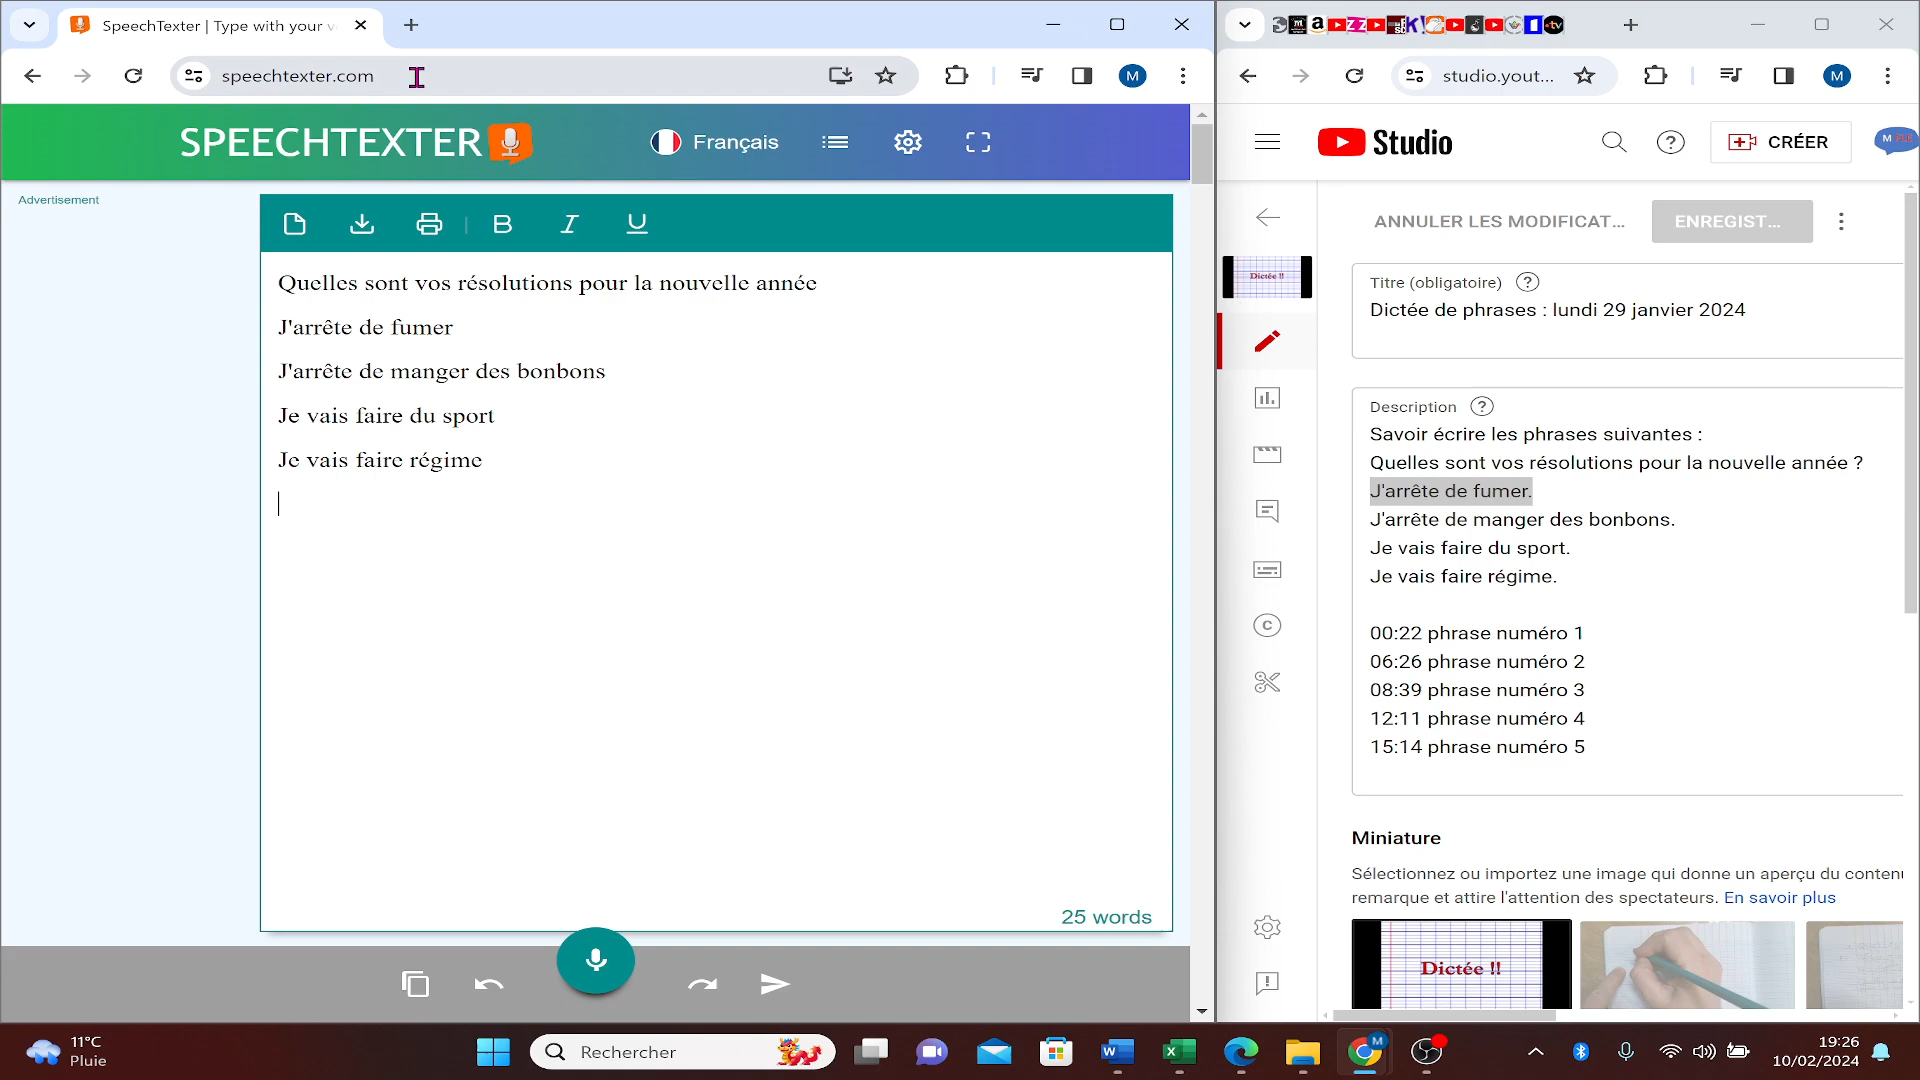 SpeechTexter | Type with your v
speechtexter.com
M
SPEECHTEXTER
Français
Advertisement
B I U
Quelles sont vos résolutions pour la nouvelle année
J'arrête de fumer
J'arrête de manger des bonbons
Je vais faire du sport
Je vais faire régime
25 words
studio.yout...
M
Studio
CRÉER
M FLE
ANNULER LES MODIFICAT...
ENREGIST...
Dictée !!
Titre (obligatoire)
Dictée de phrases : lundi 29 janvier 2024
Description
Savoir écrire les phrases suivantes :
Quelles sont vos résolutions pour la nouvelle année ?
J'arrête de fumer.
J'arrête de manger des bonbons.
Je vais faire du sport.
Je vais faire régime.
00:22 phrase numéro 1
06:26 phrase numéro 2
08:39 phrase numéro 3
12:11 phrase numéro 4
15:14 phrase numéro 5
Miniature
Sélectionnez ou importez une image qui donne un aperçu du contenu
remarque et attire l'attention des spectateurs. En savoir plus
Dictée !!
11°C
Pluie
Rechercher
19:26
10/02/2024